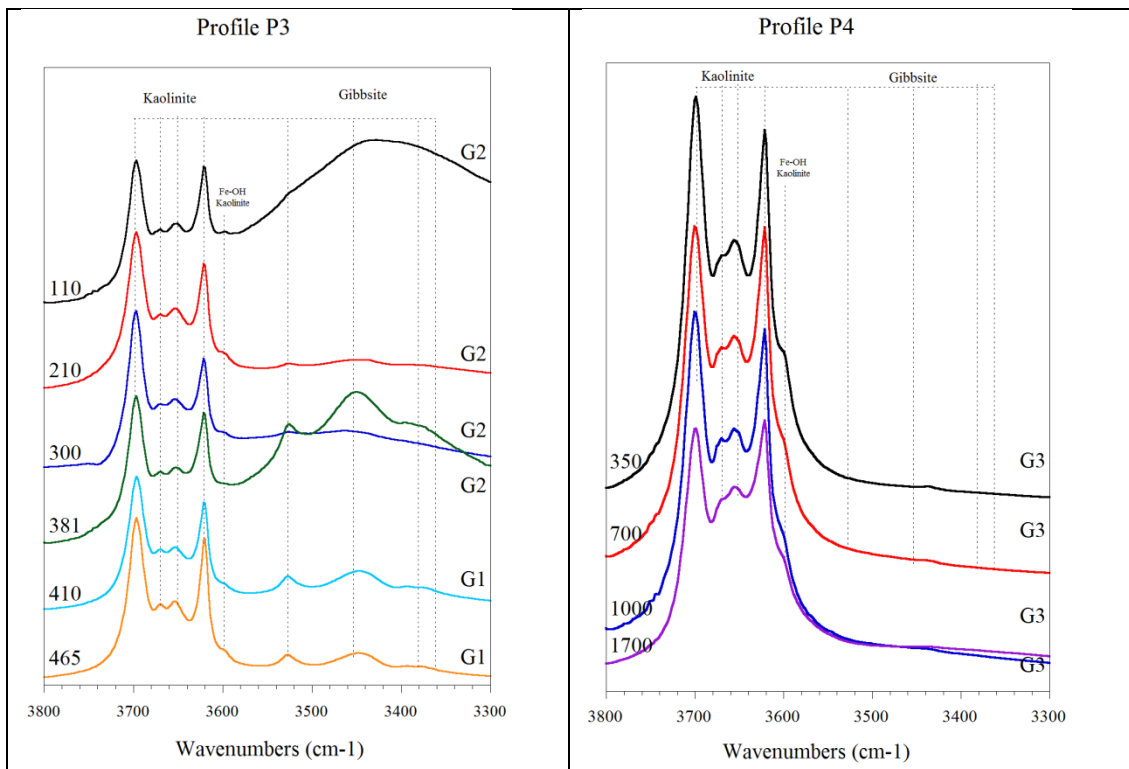 Profile P3
Kaolinite
Gibbsite
G2
Fe-OH
Kaolinite
110
G2
210
G2
300
G2
381
G1
410
G1
465
3800
3700
3600
3500
3400
3300
Wavenumbers (cm-1)
Profile P4
Kaolinite
Gibbsite
Fe-OH
Kaolinite
350
G3
700
G3
1000
G3
1700
G3
3800
3700
3600
3500
3400
3300
Wavenumbers (cm-1)